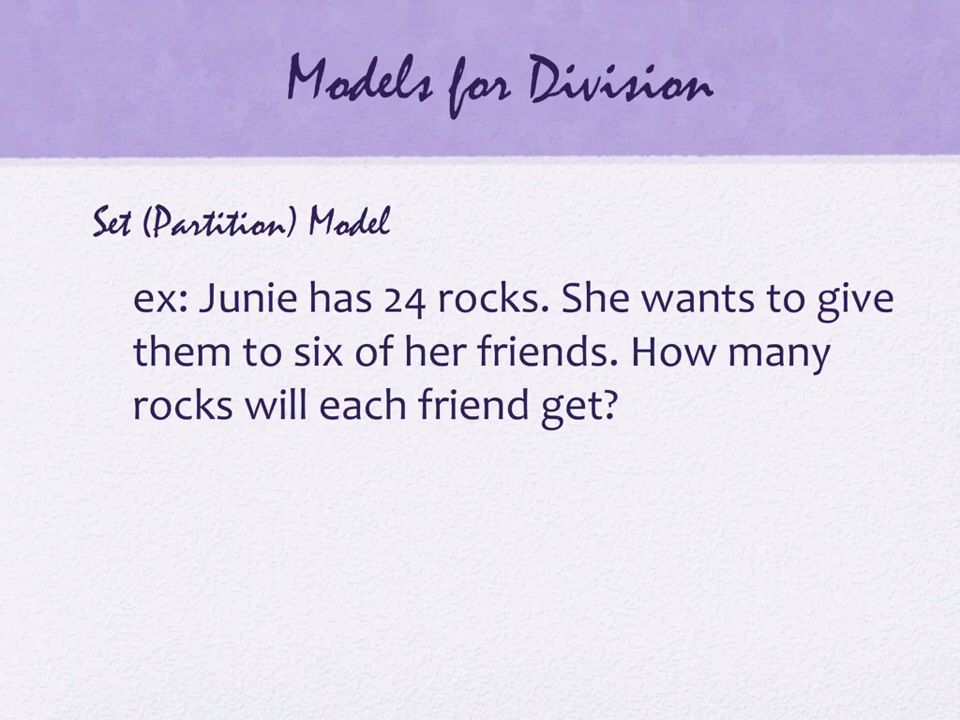 Models for Division
Set (Partition) Model
ex: Junie has 24 rocks. She wants to give
them to six of her friends. How many
rocks will each friend get?